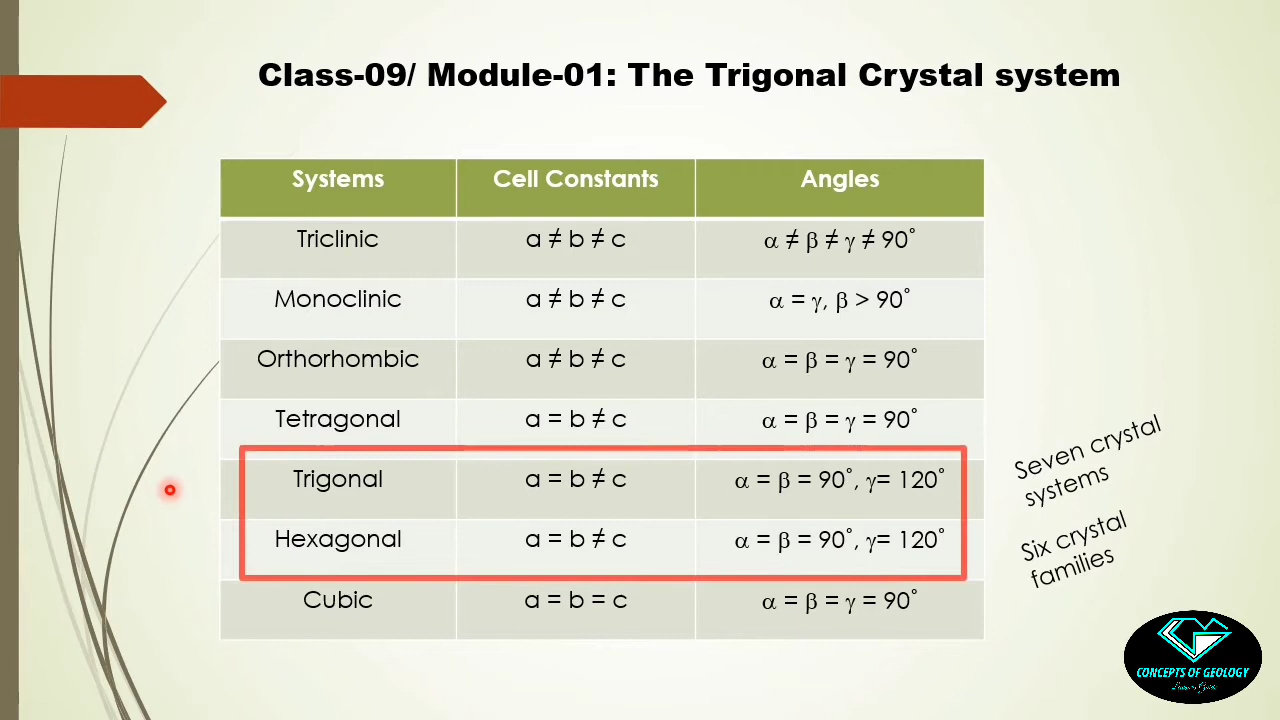 Class-09/ Module-01: The Trigonal Crystal system
Systems Cell Constants Angles
Triclinic a ≠ b ≠ c α ≠ β ≠ γ ≠ 90°
Monoclinic a ≠ b ≠ c α = γ, β > 90°
Orthorhombic a ≠ b ≠ c α = β = γ = 90°
Tetragonal a = b ≠ c α = β = γ = 90°
Trigonal a = b ≠ c α = β = 90°, γ= 120°
Hexagonal a = b ≠ c α = β = 90°, γ= 120°
Cubic a = b = c α = β = γ = 90°
Seven crystal
systems
Six crystal
families
CONCEPTS OF GEOLOGY